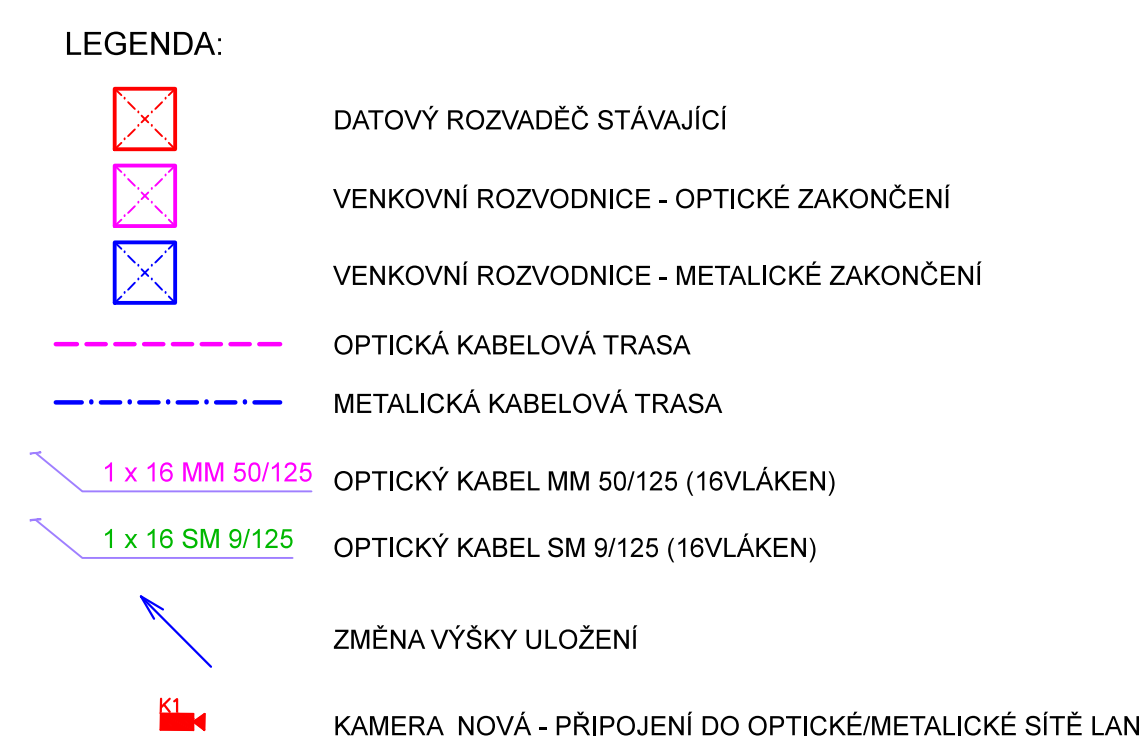 LEGENDA:
DATOVÝ ROZVADĚČ STÁVAJÍCÍ
VENKOVNÍ ROZVODNICE - OPTICKÉ ZAKONČENÍ
VENKOVNÍ ROZVODNICE - METALICKÉ ZAKONČENÍ
OPTICKÁ KABELOVÁ TRASA
METALICKÁ KABELOVÁ TRASA
1 x 16 MM 50/125 OPTICKÝ KABEL MM 50/125 (16VLÁKEN)
1 x 16 SM 9/125 OPTICKÝ KABEL SM 9/125 (16VLÁKEN)
ZMĚNA VÝŠKY ULOŽENÍ
K1 KAMERA NOVÁ - PŘIPOJENÍ DO OPTICKÉ/METALICKÉ SÍTĚ LAN